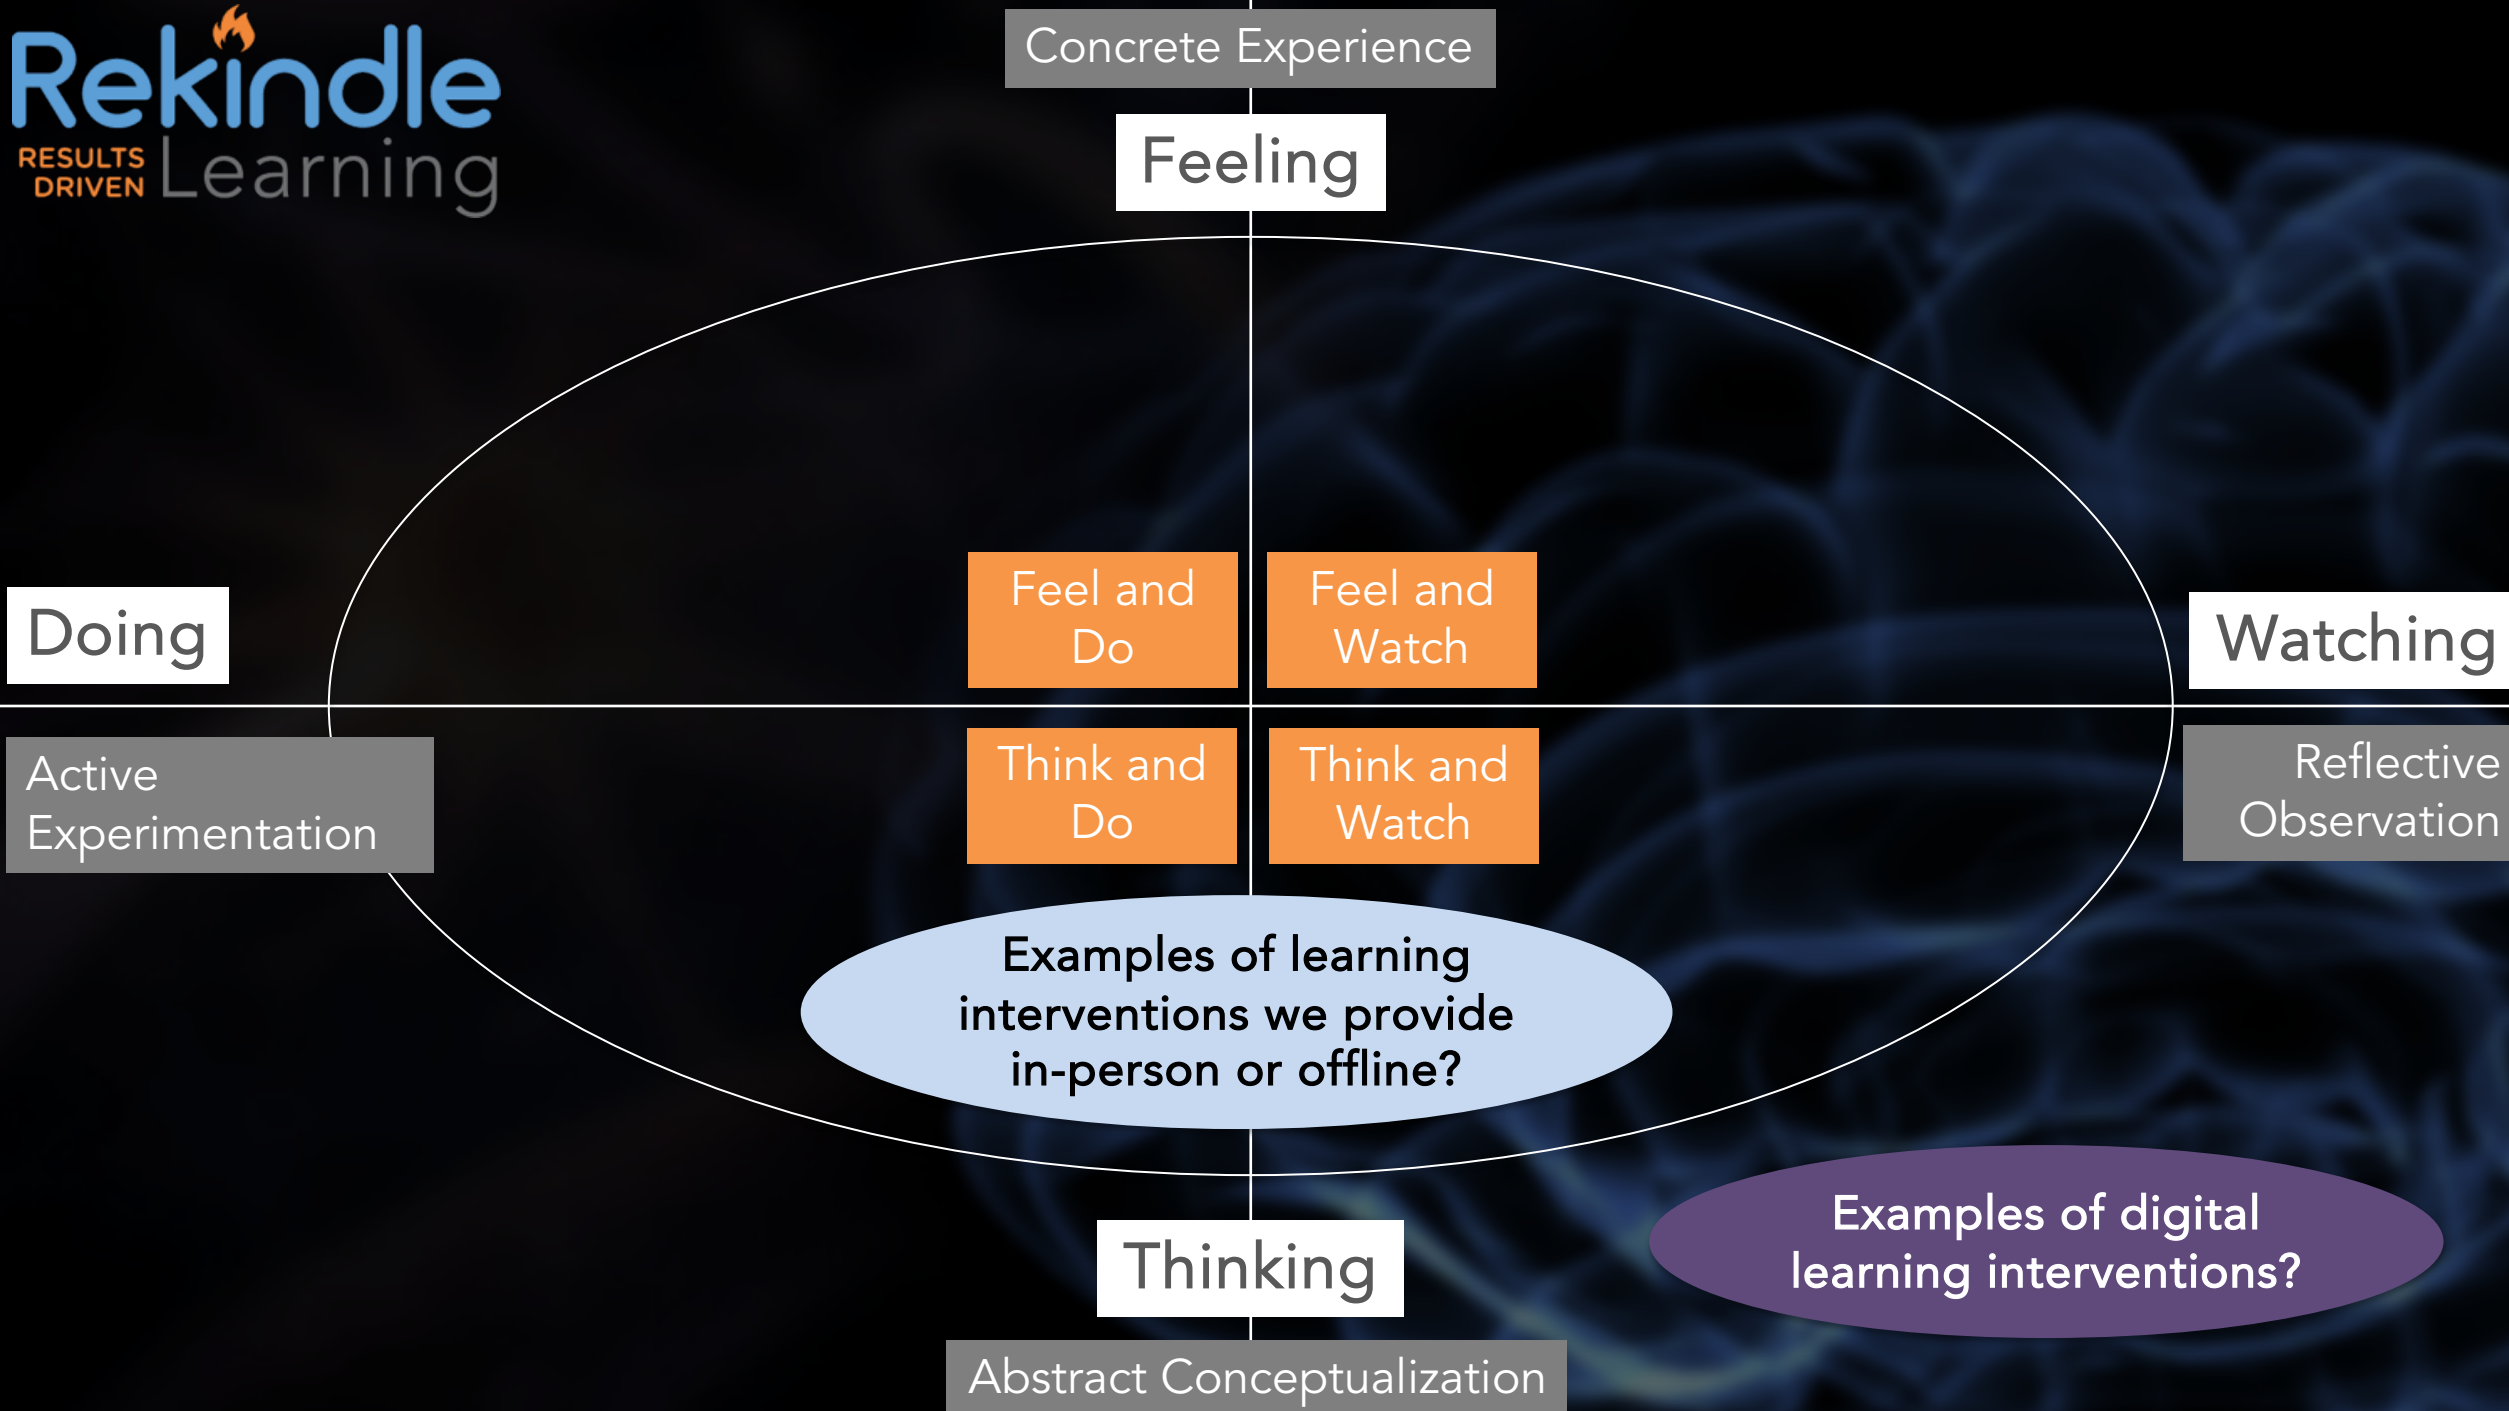 Rekindle
RESULTS
DRIVEN
Learning
Concrete Experience
Feeling
Doing
Active
Experimentation
Feel and
Do
Feel and
Watch
Think and
Do
Think and
Watch
Watching
Reflective
Observation
Examples of learning
interventions we provide
in-person or offline?
Thinking
Abstract Conceptualization
Examples of digital
learning interventions?